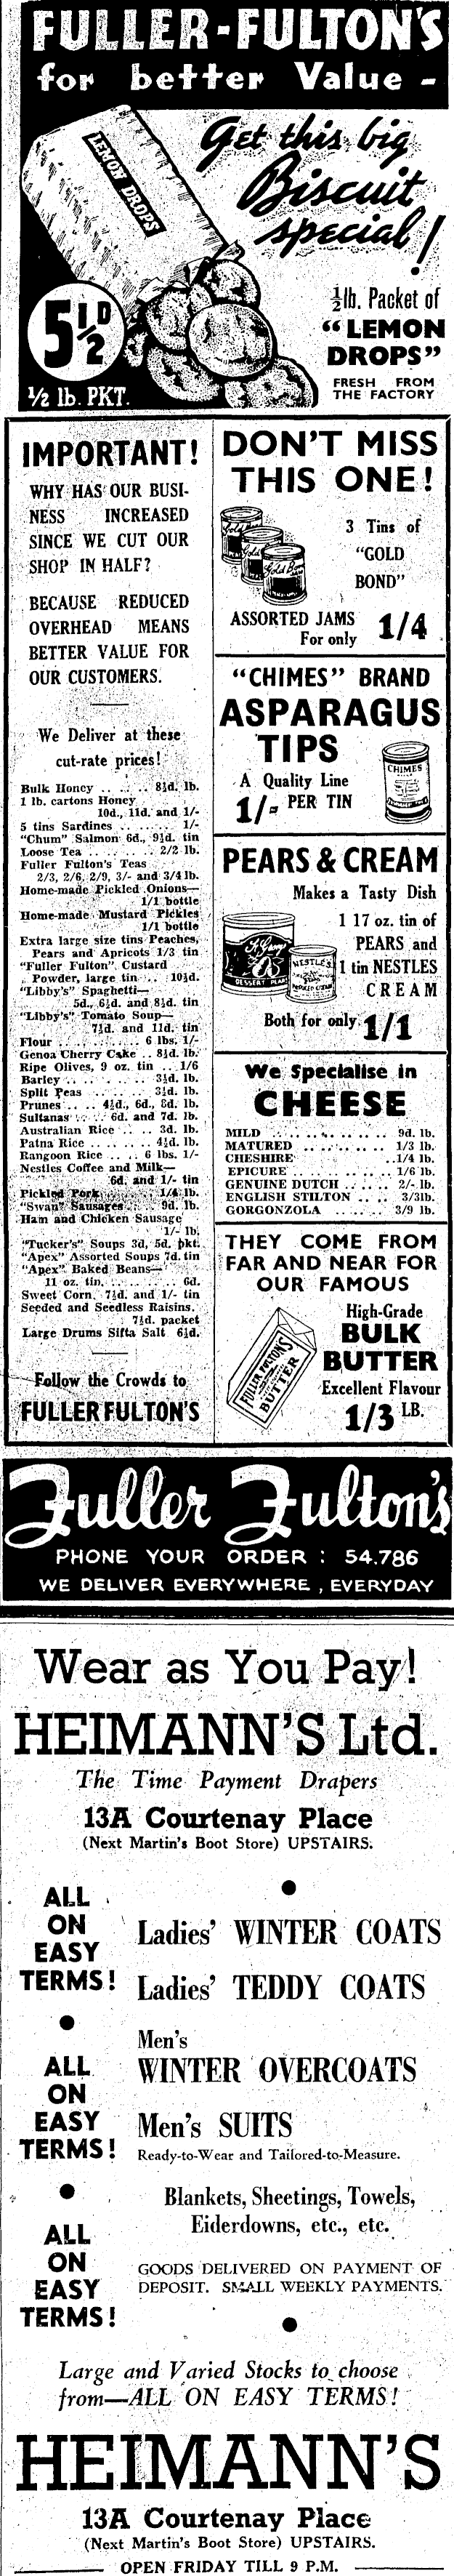 FULLER-FULTON'S
for better Value -
Get this big
Biscuit
special!
LEMON DROPS
5½D
½ lb. PKT.
½lb. Packet of
"LEMON
DROPS"
FRESH FROM
THE FACTORY
IMPORTANT!
WHY HAS OUR BUSI-
NESS INCREASED
SINCE WE CUT OUR
SHOP IN HALF?
BECAUSE REDUCED
OVERHEAD MEANS
BETTER VALUE FOR
OUR CUSTOMERS.
We Deliver at these
cut-rate prices!
Bulk Honey ...... 8½d. lb.
1 lb. cartons Honey
10d., 11d. and 1/-
5 tins Sardines ........ 1/-
"Chum" Salmon 6d., 9½d. tin
Loose Tea ........ 2/2 lb.
Fuller Fulton's Teas
2/3, 2/6, 2/9, 3/- and 3/4 lb.
Home-made Pickled Onions—
1/1 bottle
Home-made Mustard Pickles
1/1 bottle
Extra large size tins Peaches,
Pears and Apricots 1/3 tin
"Fuller Fulton" Custard
Powder, large tin .. 10½d.
"Libby's" Spaghetti—
5d., 6½d. and 8½d. tin
"Libby's" Tomato Soup—
7½d. and 11d. tin
Flour .......... 6 lbs. 1/-
Genoa Cherry Cake .. 8½d. lb.
Ripe Olives, 9 oz. tin .. 1/6
Barley .......... 3½d. lb.
Split Peas ...... 3½d. lb.
Prunes .... 4½d., 6d., 8d. lb.
Sultanas .... 6d. and 7d. lb.
Australian Rice .... 3d. lb.
Patna Rice ........ 4½d. lb.
Rangoon Rice .... 6 lbs. 1/-
Nestles Coffee and Milk—
6d. and 1/- tin
Pickled Pork ...... 1/4 lb.
"Swan" Sausages .. 9d. lb.
Ham and Chicken Sausage
1/- lb.
"Tucker's" Soups 3d, 5d. pkt.
"Apex" Assorted Soups 7d. tin
"Apex" Baked Beans—
11 oz. tin. ........ 6d.
Sweet Corn. 7½d. and 1/- tin
Seeded and Seedless Raisins.
7½d. packet
Large Drums Sifta Salt 6½d.
Follow the Crowds to
FULLER FULTON'S
DON'T MISS
THIS ONE!
3 Tins of
"GOLD
BOND"
ASSORTED JAMS
For only 1/4
"CHIMES" BRAND
ASPARAGUS
TIPS
A Quality Line
1/- PER TIN
CHIMES
PEARS & CREAM
Makes a Tasty Dish
1 17 oz. tin of
PEARS and
1 tin NESTLES
CREAM
NESTLE'S
DESSERT PEARS
Both for only 1/1
We Specialise in
CHEESE
MILD .......... 9d. lb.
MATURED ........ 1/3 lb.
CHESHIRE ..1/4 lb.
EPICURE .......... 1/6 lb.
GENUINE DUTCH ...... 2/- lb.
ENGLISH STILTON .. .. 3/3lb.
GORGONZOLA ...... 3/9 lb.
THEY COME FROM
FAR AND NEAR FOR
OUR FAMOUS
High-Grade
BULK
BUTTER
FULLER FULTON'S
BUTTER
Excellent Flavour
1/3 LB.
Fuller Fulton's
PHONE YOUR ORDER : 54.786
WE DELIVER EVERYWHERE, EVERYDAY
Wear as You Pay!
HEIMANN'S Ltd.
The Time Payment Drapers
13A Courtenay Place
(Next Martin's Boot Store) UPSTAIRS.
ALL
ON
EASY
TERMS!
Ladies' WINTER COATS
Ladies' TEDDY COATS
ALL
ON
EASY
TERMS!
Men's
WINTER OVERCOATS
Men's SUITS
Ready-to-Wear and Tailored-to-Measure.
ALL
ON
EASY
TERMS!
Blankets, Sheetings, Towels,
Eiderdowns, etc., etc.
GOODS DELIVERED ON PAYMENT OF
DEPOSIT. SMALL WEEKLY PAYMENTS.
Large and Varied Stocks to choose
from—ALL ON EASY TERMS!
HEIMANN'S
13A Courtenay Place
(Next Martin's Boot Store) UPSTAIRS.
OPEN FRIDAY TILL 9 P.M.